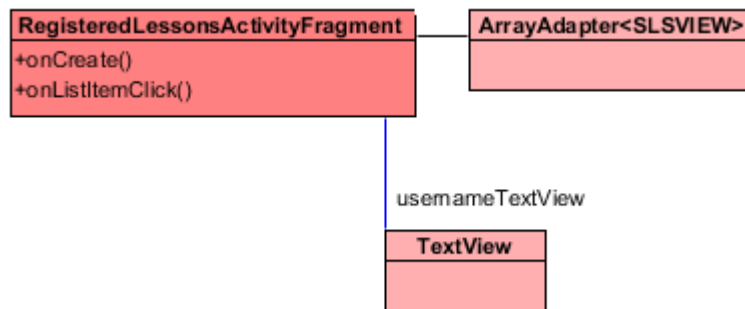 RegisteredLessonsActivityFragment
ArrayAdapter<SLSVIEW>
+onCreate()
+onListItemClick()
usernameTextView
TextView